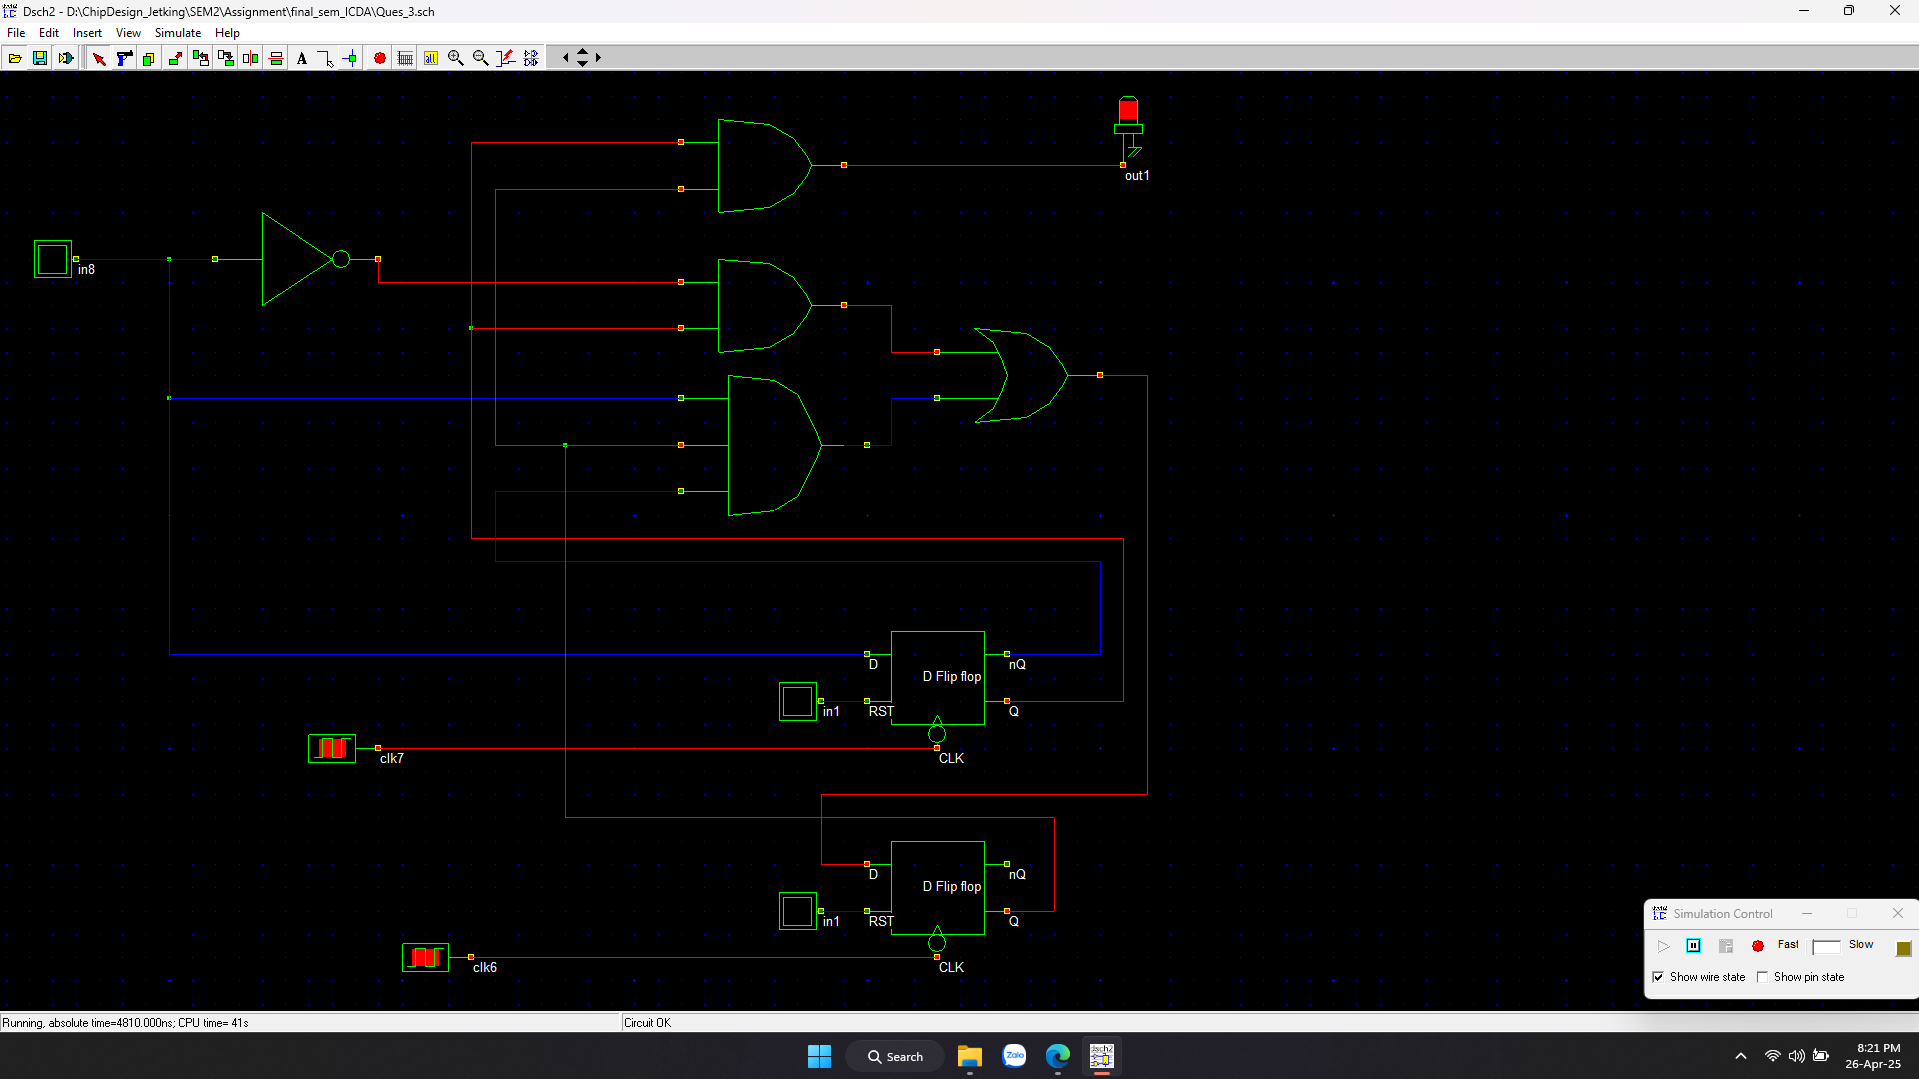 Dsch2 - D:\ChipDesign_Jetking\SEM2\Assignment\final_sem_ICDA\Ques_3.sch
File Edit Insert View Simulate Help
A
out1
in8
D
nQ
D Flip flop
in1
RST
Q
clk7
CLK
D
nQ
D Flip flop
in1
RST
Q
clk6
CLK
Simulation Control
Fast Slow
Show wire state Show pin state
Running, absolute time=4810.000ns; CPU time= 41s
Circuit OK
Search
Zalo
dsch2
8:21 PM
26-Apr-25